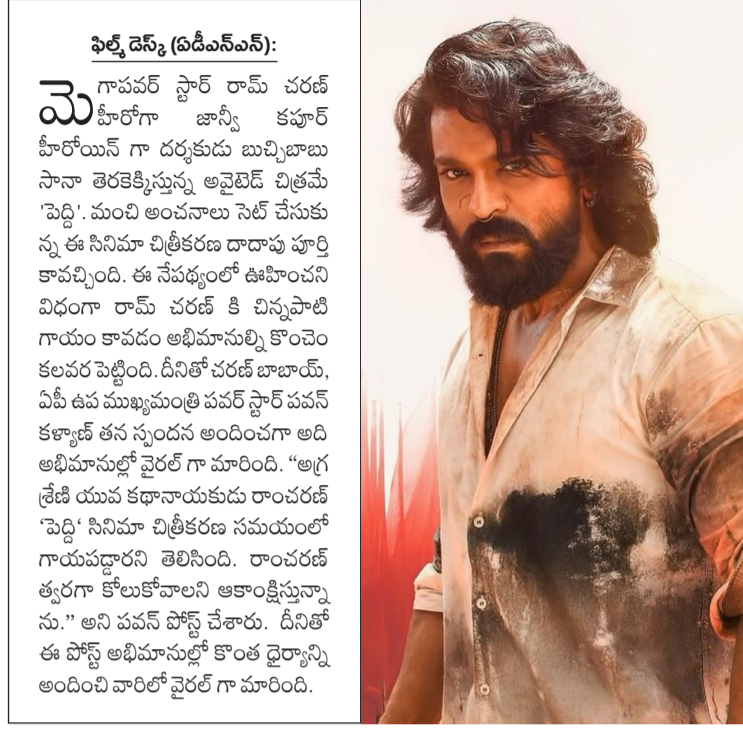 ఫిల్మ్ డెస్క్ (ఏడీఎన్ఎన్):
మెగాపవర్ స్టార్ రామ్ చరణ్
హీరోగా జాన్వీ కపూర్
హీరోయిన్ గా దర్శకుడు బుచ్చిబాబు
సానా తెరకెక్కిస్తున్న అవైటెడ్ చిత్రమే
'పెద్ది'. మంచి అంచనాలు సెట్ చేసుకు
న్న ఈ సినిమా చిత్రీకరణ దాదాపు పూర్తి
కావచ్చింది. ఈ నేపథ్యంలో ఊహించని
విధంగా రామ్ చరణ్ కి చిన్నపాటి
గాయం కావడం అభిమానుల్ని కొంచెం
కలవర పెట్టింది. దీనితో చరణ్ బాబాయ్,
ఏపీ ఉప ముఖ్యమంత్రి పవర్ స్టార్ పవన్
కళ్యాణ్ తన స్పందన అందించగా అది
అభిమానుల్లో వైరల్ గా మారింది. “అగ్ర
శ్రేణి యువ కథానాయకుడు రాంచరణ్
‘పెద్ది‘ సినిమా చిత్రీకరణ సమయంలో
గాయపడ్డారని తెలిసింది. రాంచరణ్
త్వరగా కోలుకోవాలని ఆకాంక్షిస్తున్నా
ను.” అని పవన్ పోస్ట్ చేశారు. దీనితో
ఈ పోస్ట్ అభిమానుల్లో కొంత ధైర్యాన్ని
అందించి వారిలో వైరల్ గా మారింది.